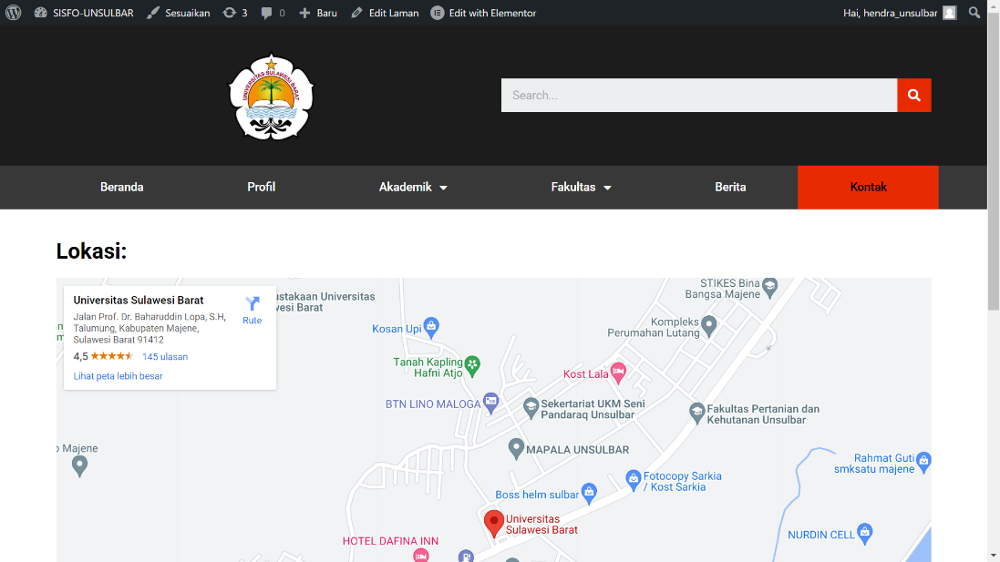 SISFO-UNSULBAR
Sesuaikan
3
0
Baru
Edit Laman
Edit with Elementor
Hai, hendra_unsulbar
UNIVERSITAS SULAWESI BARAT
Search...
Beranda
Profil
Akademik
Fakultas
Berita
Kontak
Lokasi:
Universitas Sulawesi Barat
Jalan Prof. Dr. Baharuddin Lopa, S.H,
Talumung, Kabupaten Majene,
Sulawesi Barat 91412
4,5
145 ulasan
Lihat peta lebih besar
Rute
ustakaan Universitas
wesi Barat
STIKES Bina
Bangsa Majene
Kosan Upi
Kompleks
Perumahan Lutang
Tanah Kapling
Hafni Atjo
Kost Lala
BTN LINO MALOGA
Sekertariat UKM Seni
Pandaraq Unsulbar
Fakultas Pertanian dan
Kehutanan Unsulbar
o Majene
MAPALA UNSULBAR
Rahmat Guti
smksatu majene
Fotocopy Sarkia
/ Kost Sarkia
Boss helm sulbar
Universitas
Sulawesi Barat
NURDIN CELL
HOTEL DAFINA INN